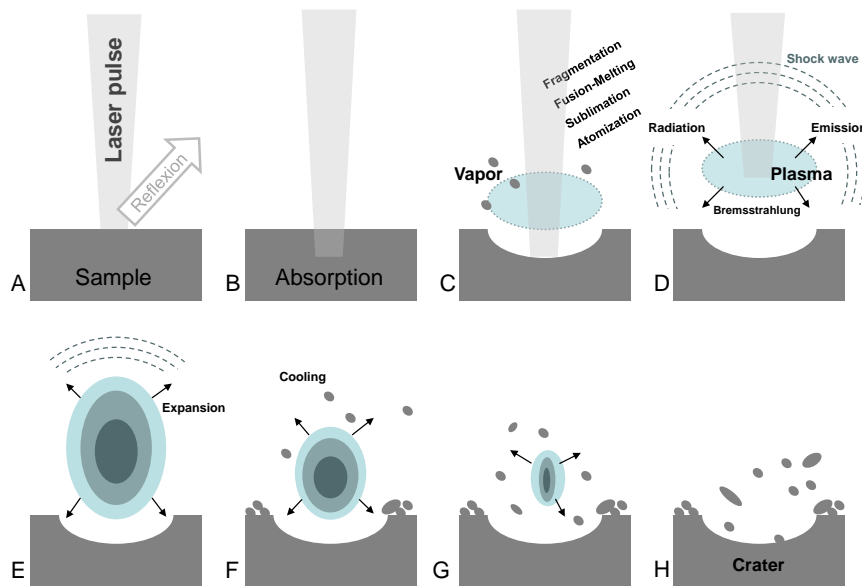 Laser pulse
Reflexion
Sample
A
Absorption
B
Fragmentation
Fusion-Melting
Sublimation
Atomization
Vapor
C
Shock wave
Radiation
Emission
Plasma
Bremsstrahlung
D
Expansion
E
Cooling
F
G
Crater
H